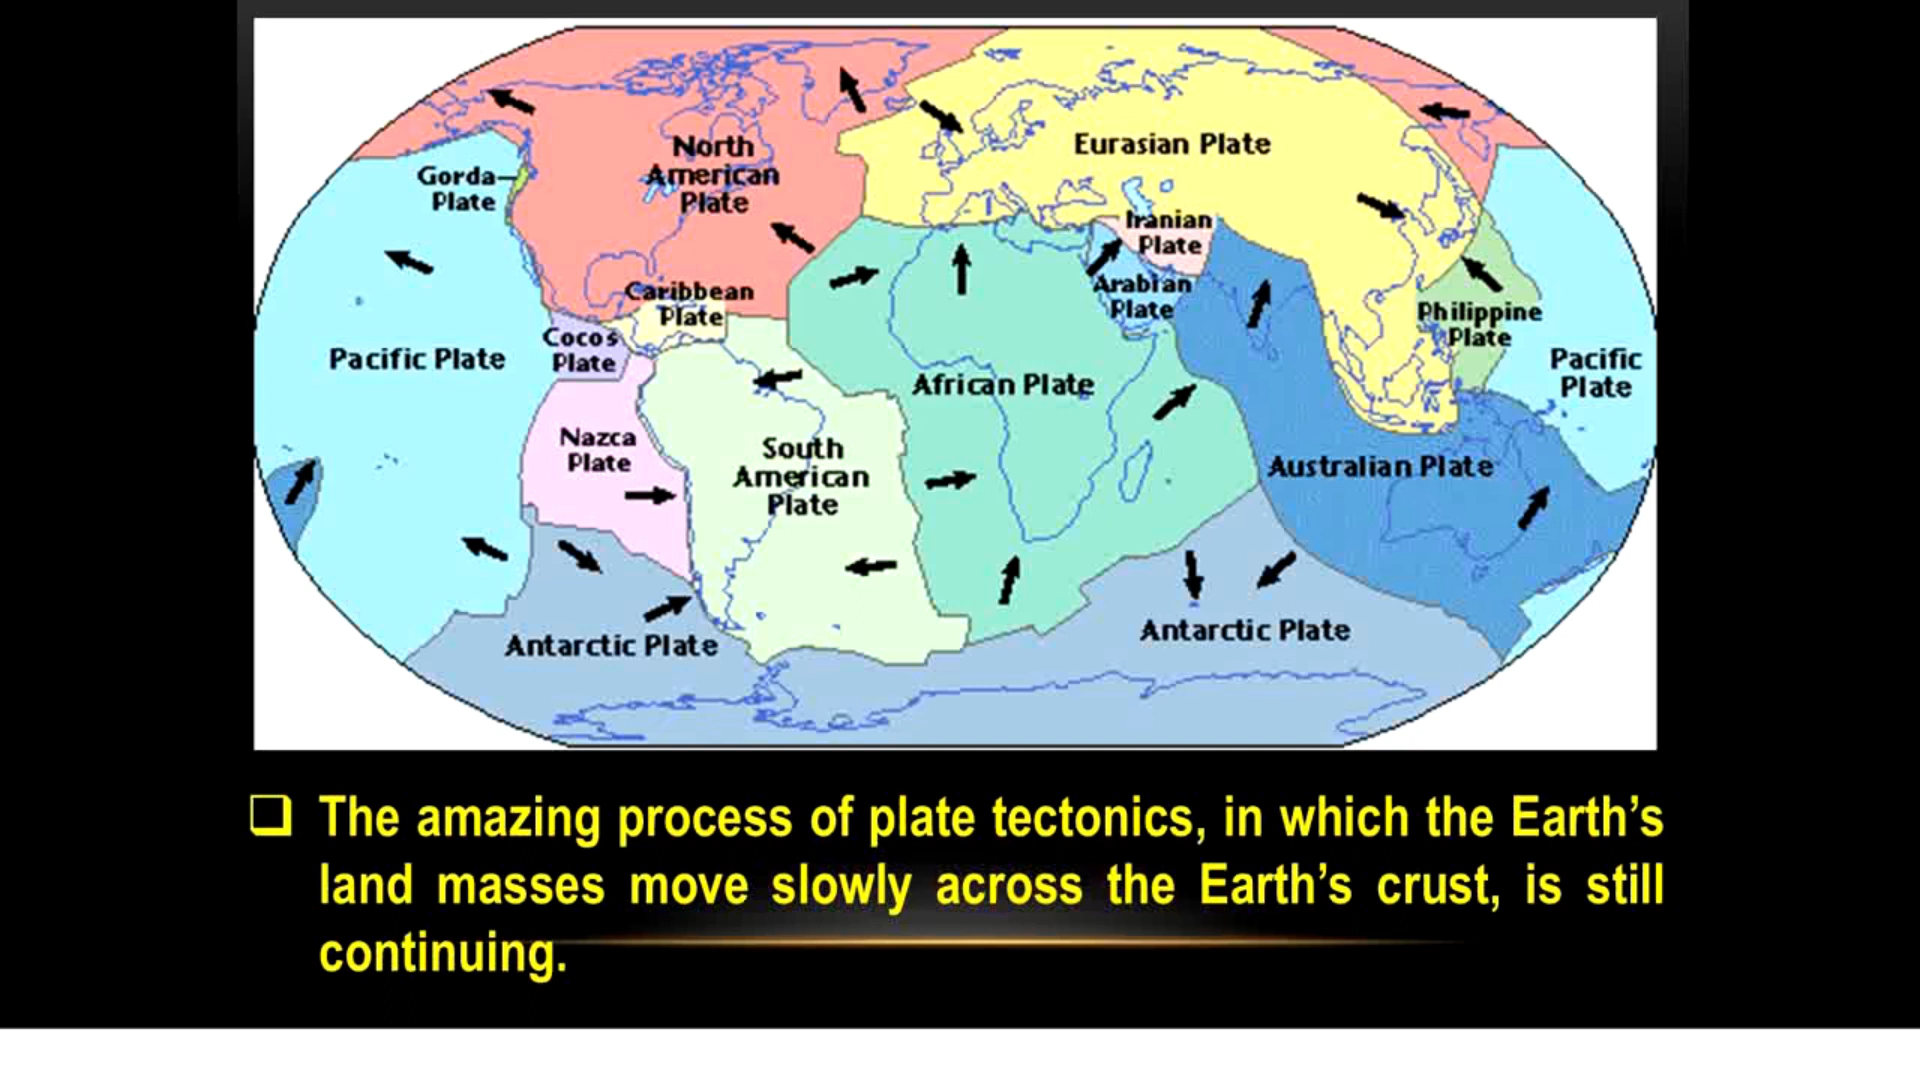 North
American
Plate
Eurasian Plate
Gorda
Plate
Iranian
Plate
Caribbean
Plate
Arabian
Plate
Philippine
Plate
Cocos
Plate
Pacific Plate
African Plate
Pacific
Plate
Nazca
Plate
South
American
Plate
Australian Plate
Antarctic Plate
Antarctic Plate
❑ The amazing process of plate tectonics, in which the Earth’s
land masses move slowly across the Earth’s crust, is still
continuing.